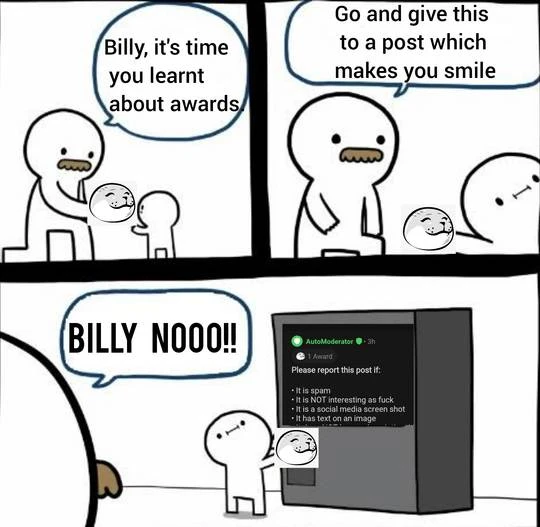 Billy, it's time
you learnt
about awards.
Go and give this
to a post which
makes you smile
BILLY NOOO!!
AutoModerator • 3h
1 Award
Please report this post if:
• It is spam
• It is NOT interesting as fuck
• It is a social media screen shot
• It has text on an image